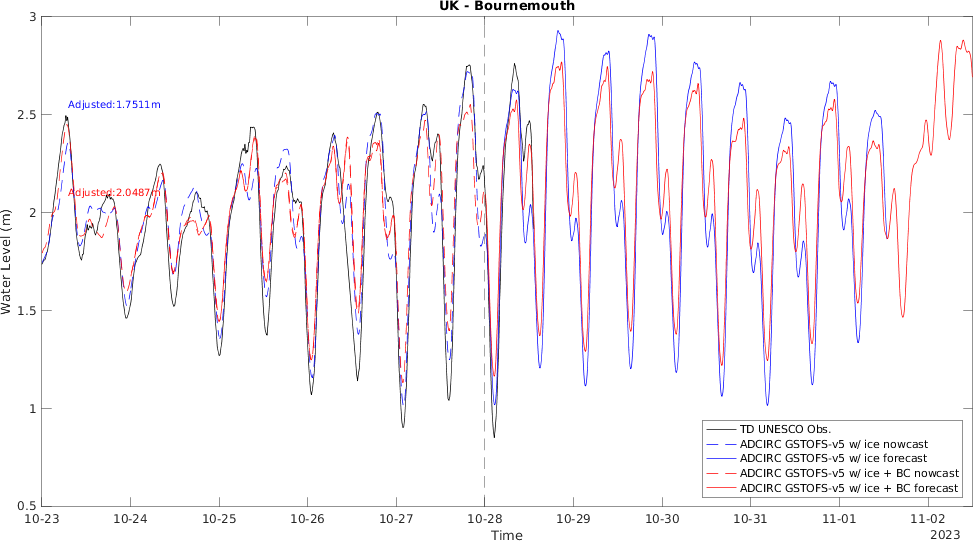 UK - Bournemouth
3
2.5
2
1.5
1
0.5
Water Level (m)
Adjusted:1.7511m
Adjusted:2.0487m
TD UNESCO Obs.
ADCIRC GSTOFS-v5 w/ ice nowcast
ADCIRC GSTOFS-v5 w/ ice forecast
ADCIRC GSTOFS-v5 w/ ice + BC nowcast
ADCIRC GSTOFS-v5 w/ ice + BC forecast
10-23 10-24 10-25 10-26 10-27 10-28 10-29 10-30 10-31 11-01 11-02
2023
Time